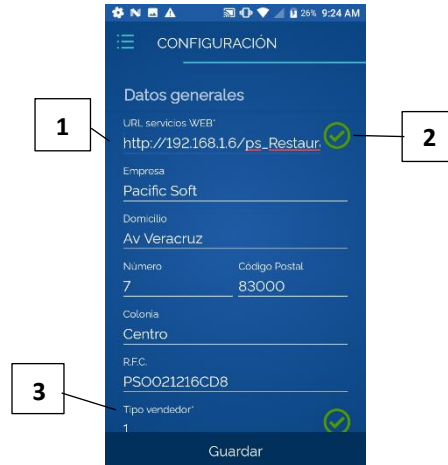 26% 9:24 AM
CONFIGURACIÓN
Datos generales
1
URL servicios WEB*
http://192.168.1.6/ps_Restaur
2
Empresa
Pacific Soft
Domicilio
Av Veracruz
Número Código Postal
7 83000
Colonia
Centro
R.F.C.
PSO021216CD8
3
Tipo vendedor*
1
Guardar